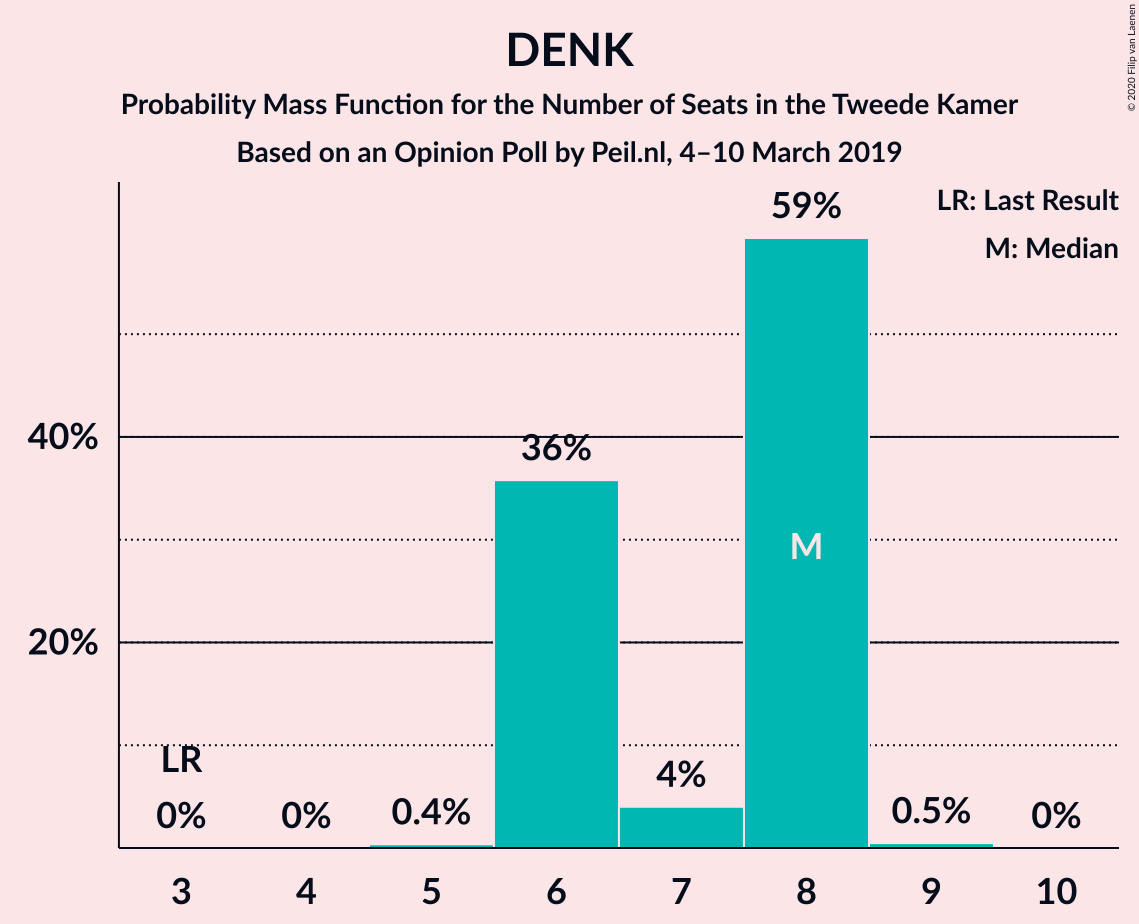 DENK
Probability Mass Function for the Number of Seats in the Tweede Kamer
Based on an Opinion Poll by Peil.nl, 4–10 March 2019
© 2020 Filip van Laenen
LR: Last Result
M: Median
59%
40%
36%
M
20%
LR
0%
0%
0.4%
4%
0.5%
0%
3 4 5 6 7 8 9 10